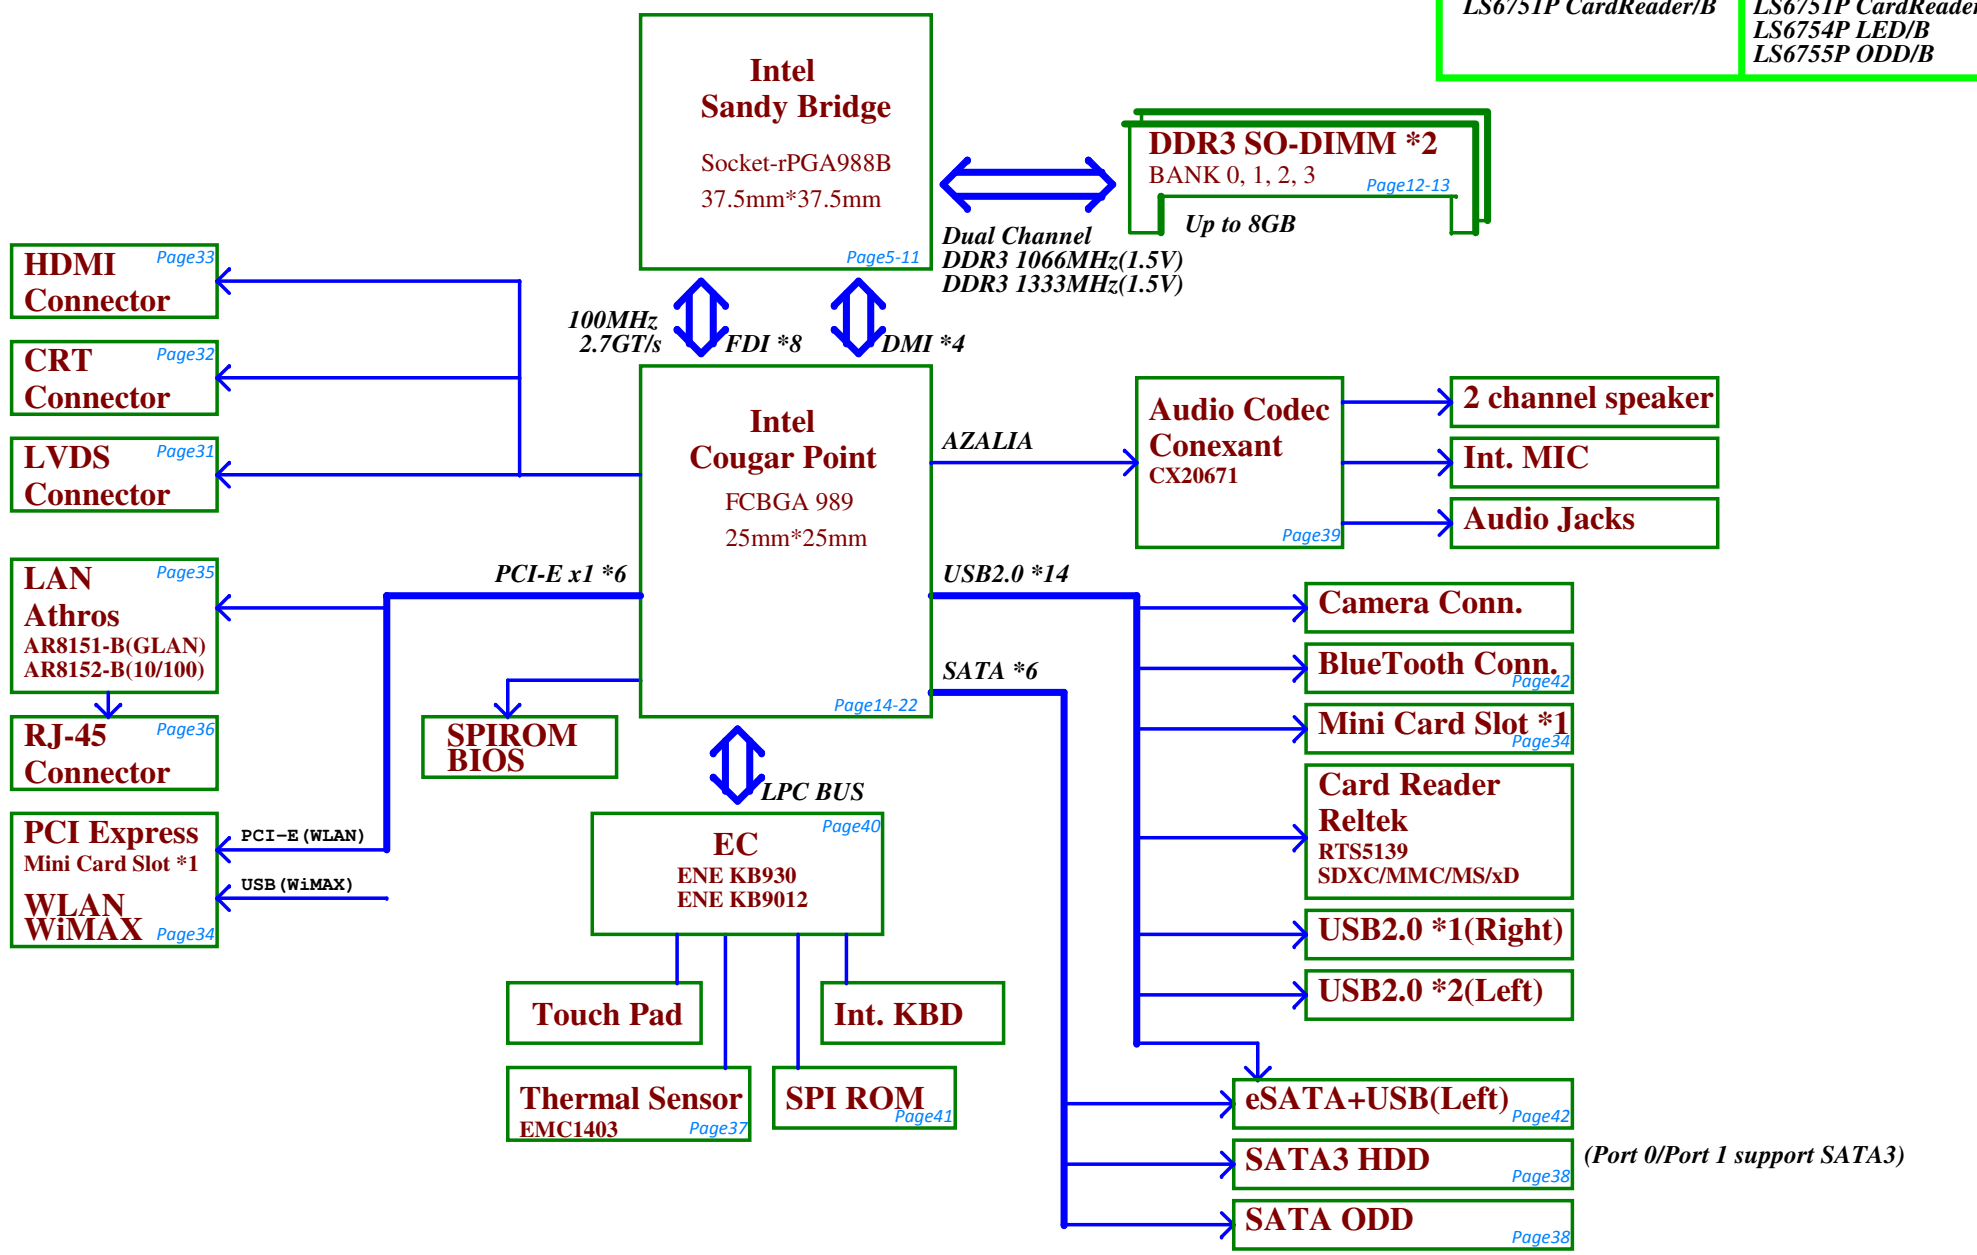 LS6751P CardReader/B
LS6751P CardReader
LS6754P LED/B
LS6755P ODD/B
Intel
Sandy Bridge
Socket-rPGA988B
37.5mm*37.5mm
Page5-11
DDR3 SO-DIMM *2
BANK 0, 1, 2, 3
Page12-13
Up to 8GB
Dual Channel
DDR3 1066MHz(1.5V)
DDR3 1333MHz(1.5V)
HDMI
Connector
Page33
CRT
Connector
Page32
LVDS
Connector
Page31
100MHz
2.7GT/s
FDI *8
DMI *4
Intel
Cougar Point
FCBGA 989
25mm*25mm
Page14-22
AZALIA
Audio Codec
Conexant
CX20671
Page39
2 channel speaker
Int. MIC
Audio Jacks
PCI-E x1 *6
USB2.0 *14
SATA *6
LAN
Athros
AR8151-B(GLAN)
AR8152-B(10/100)
Page35
RJ-45
Connector
Page36
PCI Express
Mini Card Slot *1
WLAN
WiMAX
Page34
PCI-E(WLAN)
USB(WiMAX)
SPIROM
BIOS
LPC BUS
EC
ENE KB930
ENE KB9012
Page40
Touch Pad
Int. KBD
Thermal Sensor
EMC1403
Page37
SPI ROM
Page41
Camera Conn.
BlueTooth Conn.
Page42
Mini Card Slot *1
Page34
Card Reader
Reltek
RTS5139
SDXC/MMC/MS/xD
USB2.0 *1(Right)
USB2.0 *2(Left)
eSATA+USB(Left)
Page42
SATA3 HDD
Page38
(Port 0/Port 1 support SATA3)
SATA ODD
Page38